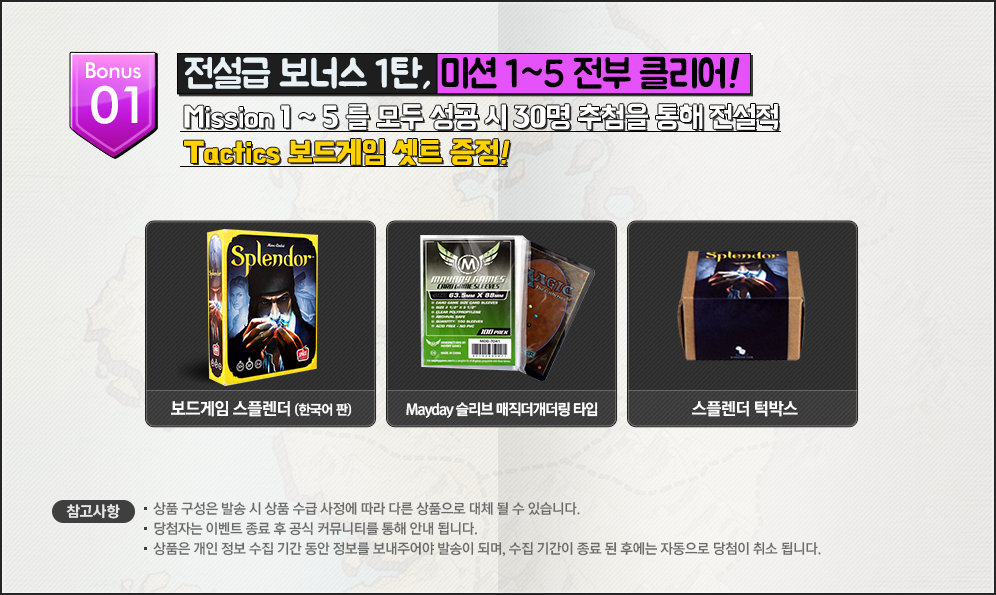 Bonus
01
전설급 보너스 1탄, 미션 1~5 전부 클리어!
Mission 1 ~ 5 를 모두 성공 시 30명 추첨을 통해 전설적
Tactics 보드게임 셋트 증정!
Splendor
Splendor
MAYDAY GAMES
CARD GAME SLEEVES
63.5MM X 88MM
100 PACK
MAGIC
Splendor
보드게임 스플렌더 (한국어 판)
Mayday 슬리브 매직더개더링 타입
스플렌더 턱박스
참고사항
· 상품 구성은 발송 시 상품 수급 사정에 따라 다른 상품으로 대체 될 수 있습니다.
· 당첨자는 이벤트 종료 후 공식 커뮤니티를 통해 안내 됩니다.
· 상품은 개인 정보 수집 기간 동안 정보를 보내주어야 발송이 되며, 수집 기간이 종료 된 후에는 자동으로 당첨이 취소 됩니다.